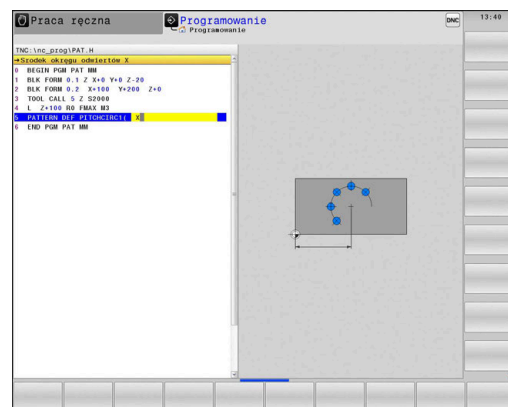 Praca ręczna
Programowanie
Programowanie
DNC
13:49
TNC:\nc_prog\PAT.H
→Srodek okręgu odwiertów X
0 BEGIN PGM PAT MM
1 BLK FORM 0.1 Z X+0 Y+0 Z-20
2 BLK FORM 0.2 X+100 Y+200 Z+0
3 TOOL CALL 5 Z S2000
4 L Z+100 R0 FMAX M3
5 PATTERN DEF PITCHCIRC1( X
6 END PGM PAT MM